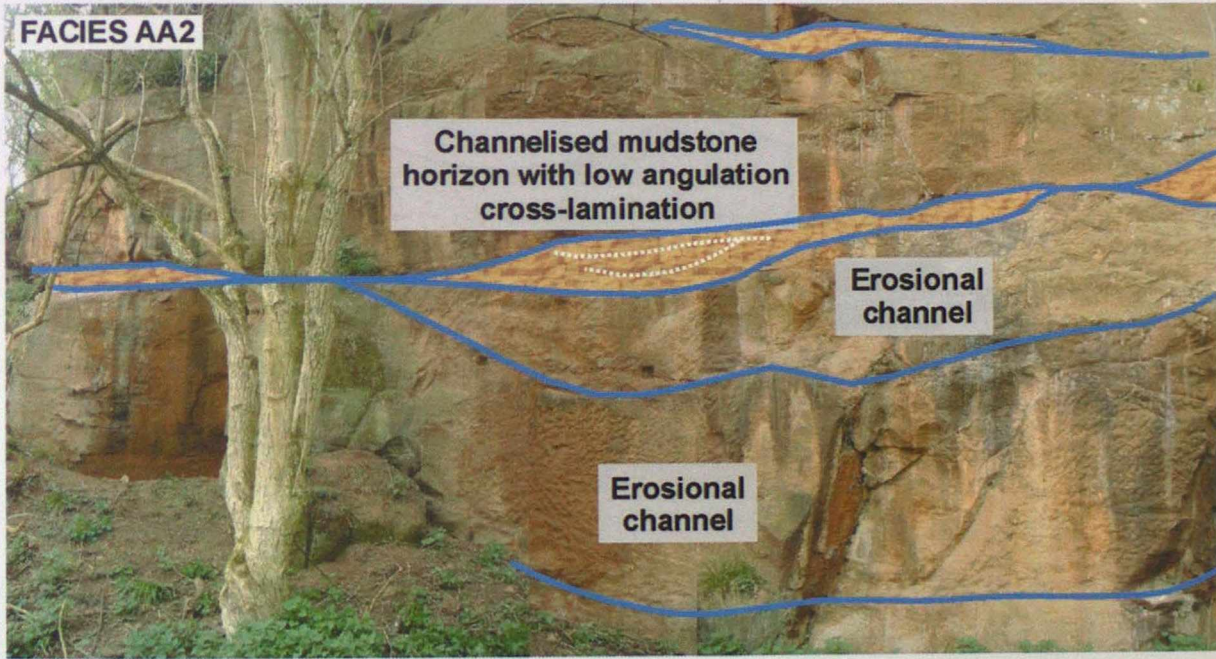 FACIES AA2
Channelised mudstone
horizon with low angulation
cross-lamination
Erosional
channel
Erosional
channel